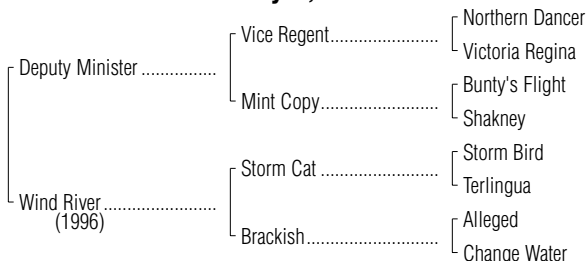 Northern Dancer
Vice Regent....................
Victoria Regina
Deputy Minister ................
Bunty's Flight
Mint Copy......................
Shakney
Storm Bird
Storm Cat .....................
Terlingua
Wind River ......................
(1996)
Alleged
Brackish.........................
Change Water